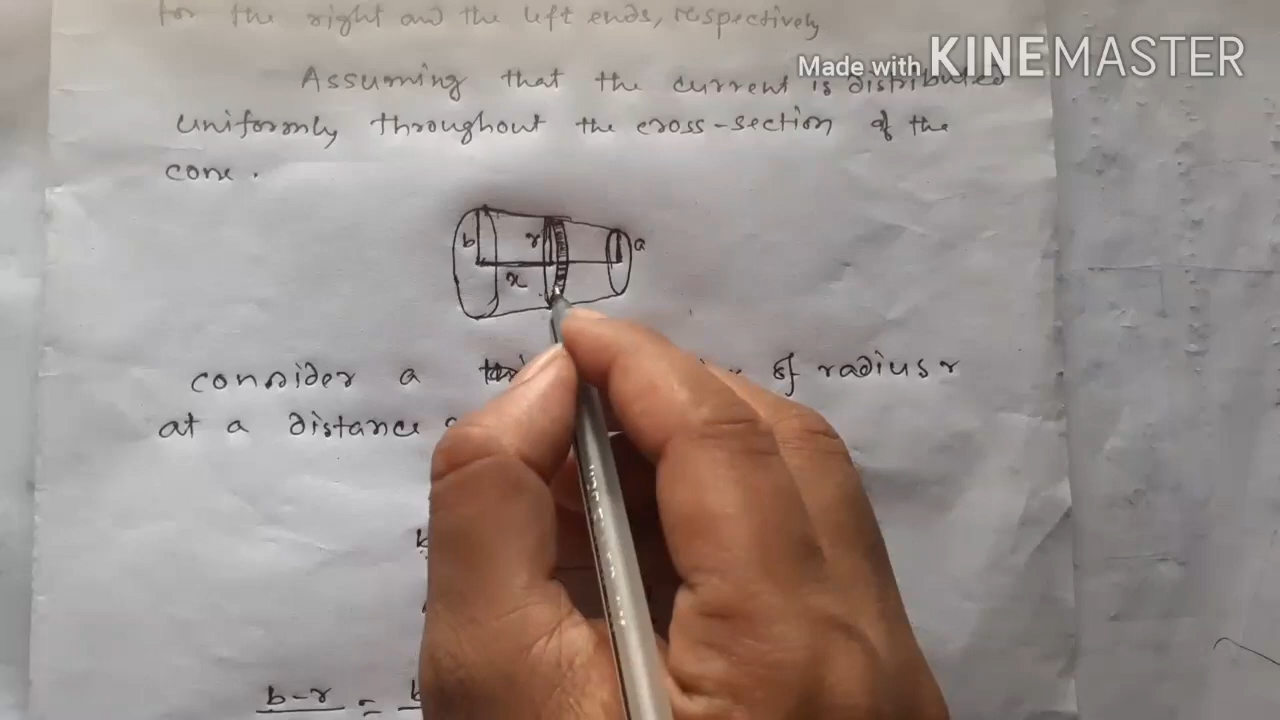 for the right and the left ends, respectively
Made with KINEMASTER
Assuming that the current is distributed
uniformly throughout the cross-section of the
cone.
b r a
x
consider a of radius r
at a distance
b-r =